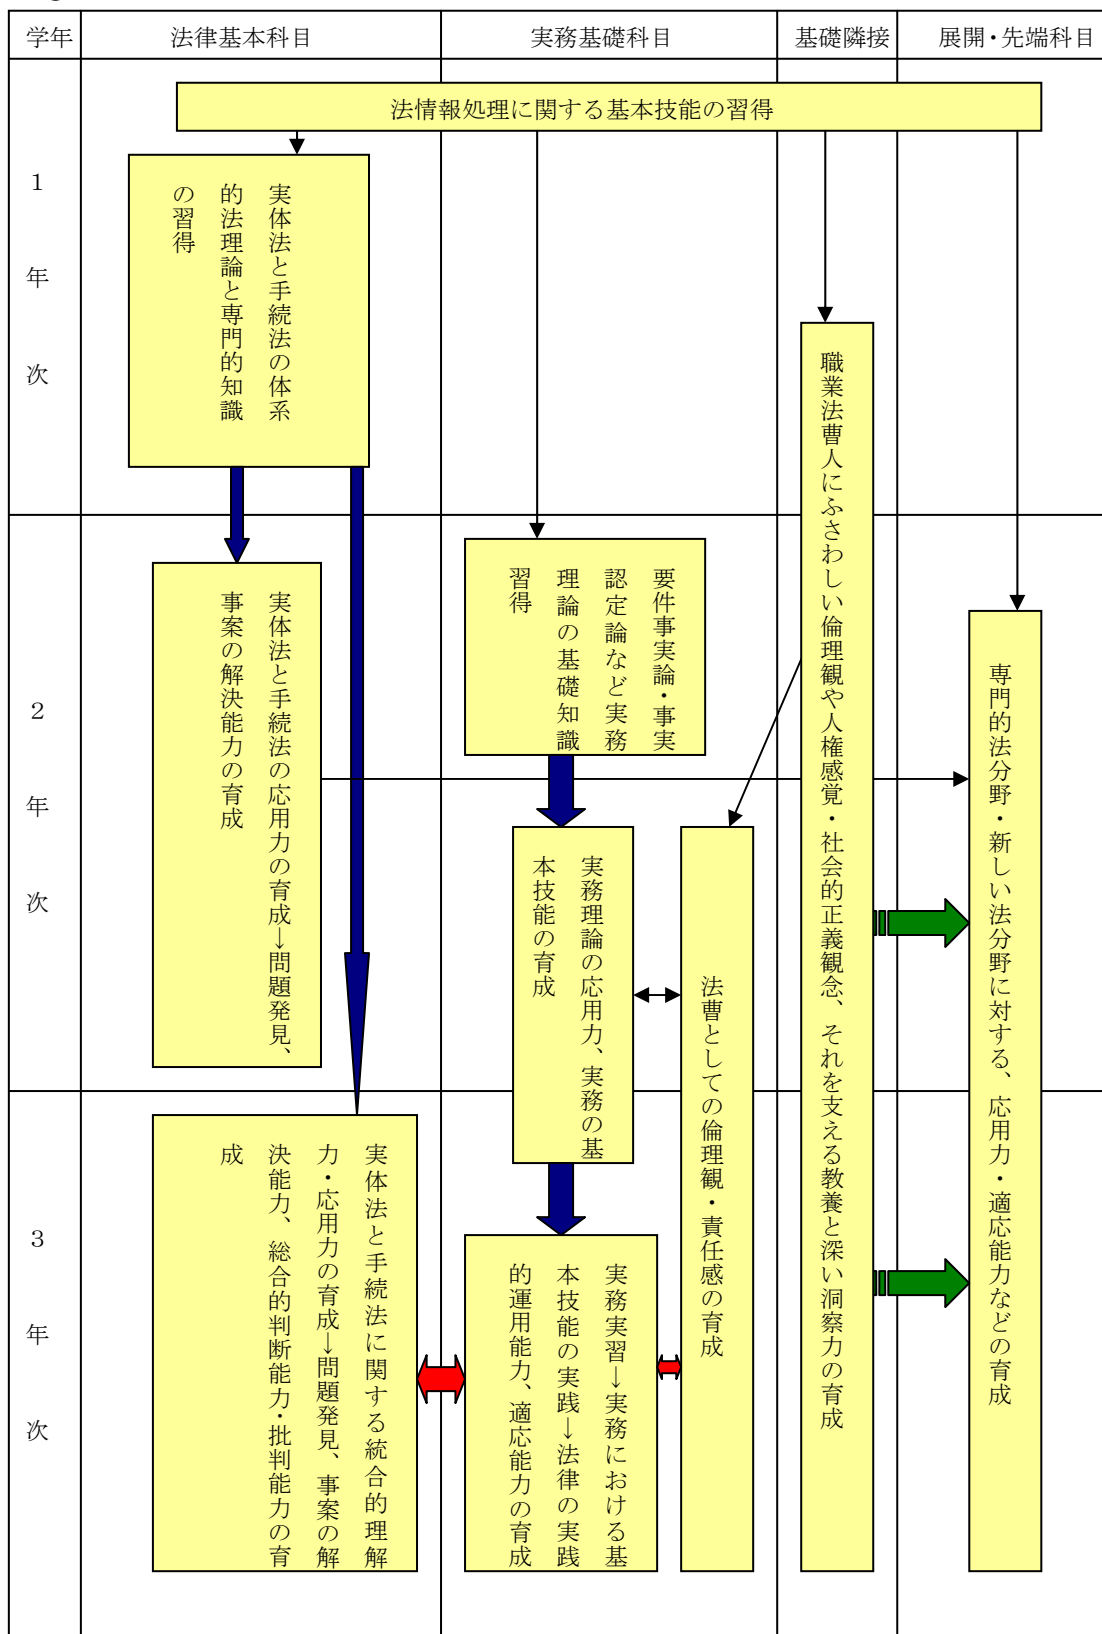 学年
法律基本科目
実務基礎科目
基礎隣接
展開・先端科目
法情報処理に関する基本技能の習得
1
年
次
実体法と手続法の体系
的法理論と専門的知識
の習得
職業法曹人にふさわしい倫理観や人権感覚・社会的正義観念、それを支える教養と深い洞察力の育成
2
年
次
実体法と手続法の応用力の育成→問題発見、
事案の解決能力の育成
要件事実論・事実
認定論など実務
理論の基礎知識
習得
実務理論の応用力、実務の基
本技能の育成
法曹としての倫理観・責任感の育成
専門的法分野・新しい法分野に対する、応用力・適応能力などの育成
3
年
次
実体法と手続法に関する統合的理解
力・応用力の育成→問題発見、事案の解
決能力、総合的判断能力・批判能力の育
成
実務実習→実務における基
本技能の実践→法律の実践
的運用能力、適応能力の育成